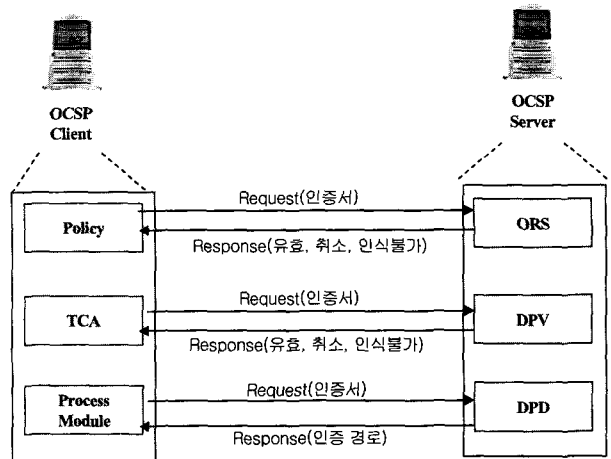 OCSP
Client
OCSP
Server
Policy
Request(인증서)
Response(유효, 취소, 인식불가)
ORS
TCA
Request(인증서)
Response(유효, 취소, 인식불가)
DPV
Process
Module
Request(인증서)
Response(인증 경로)
DPD